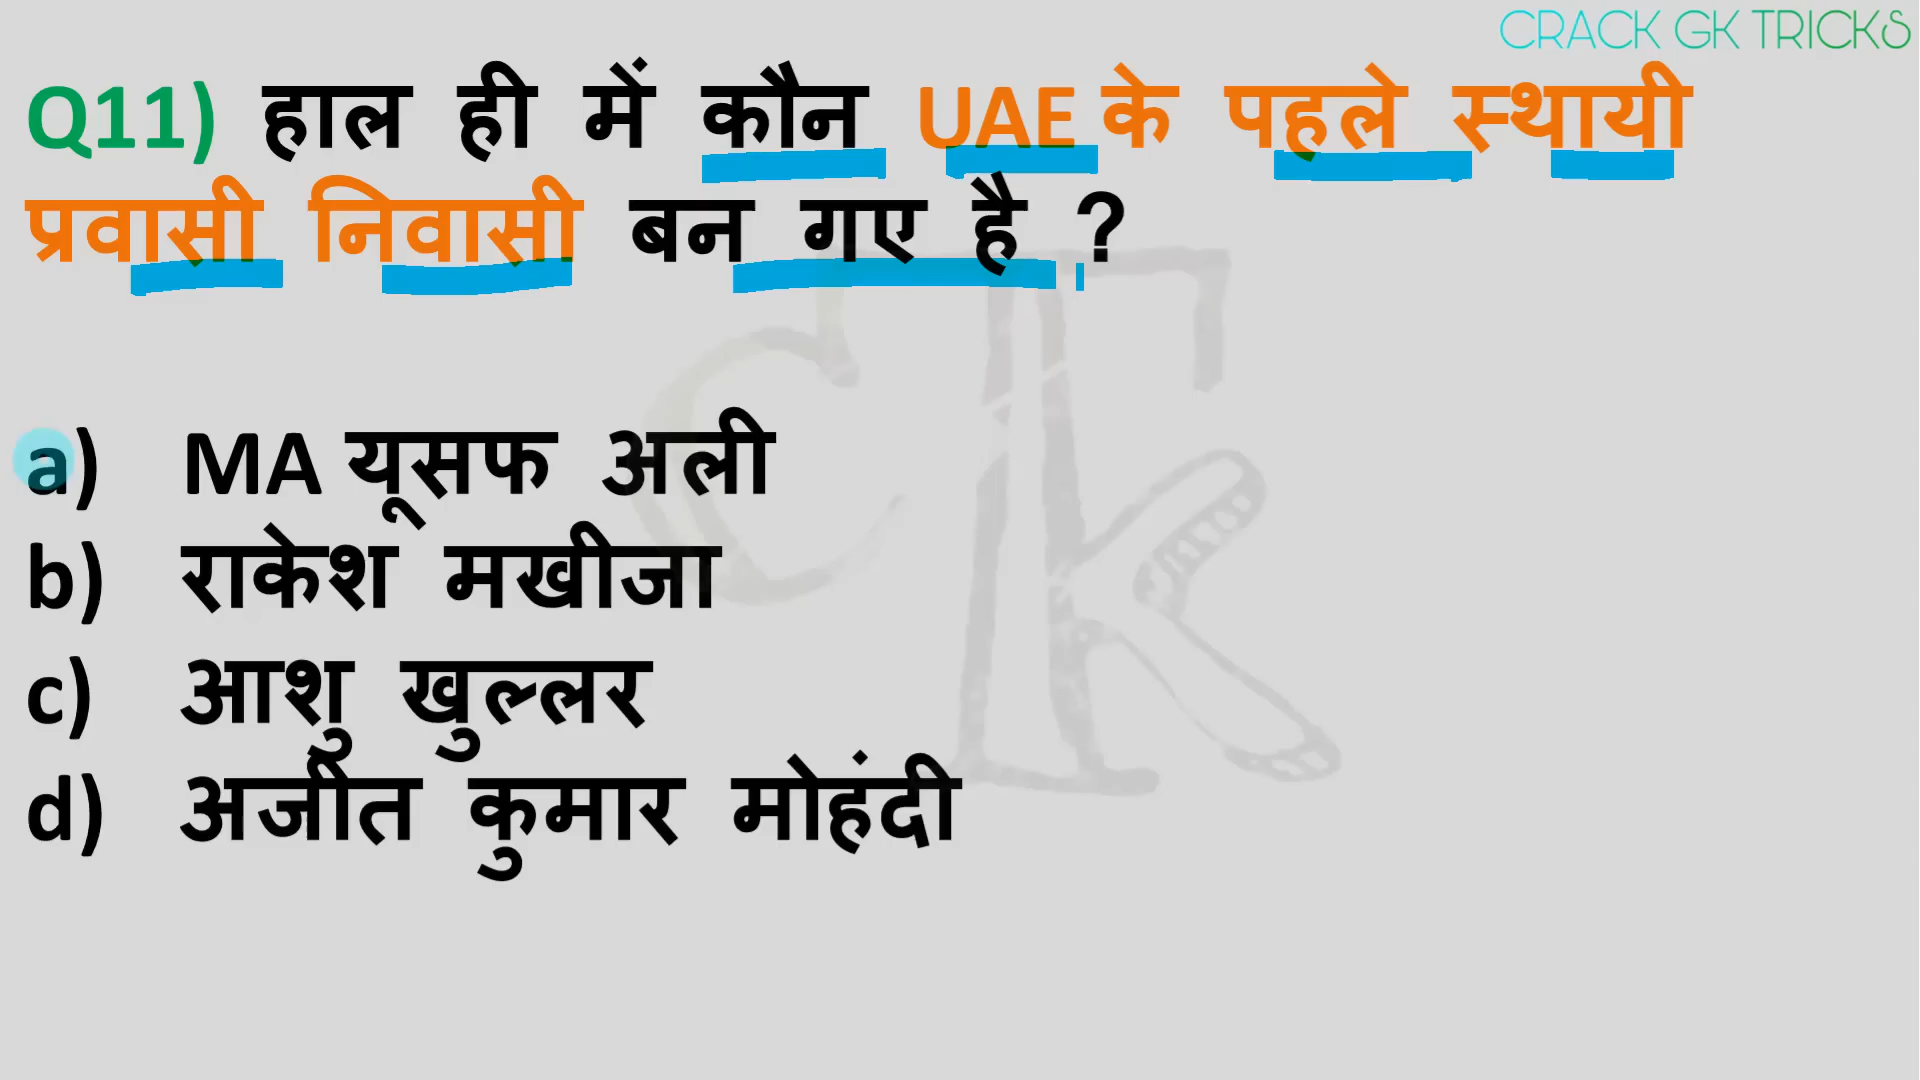 CRACK GK TRICKS
Q11) हाल ही में कौन UAE के पहले स्थायी
प्रवासी निवासी बन गए है ?
a) MA यूसफ अली
b) राकेश मखीजा
c) आशु खुल्लर
d) अजीत कुमार मोहंदी